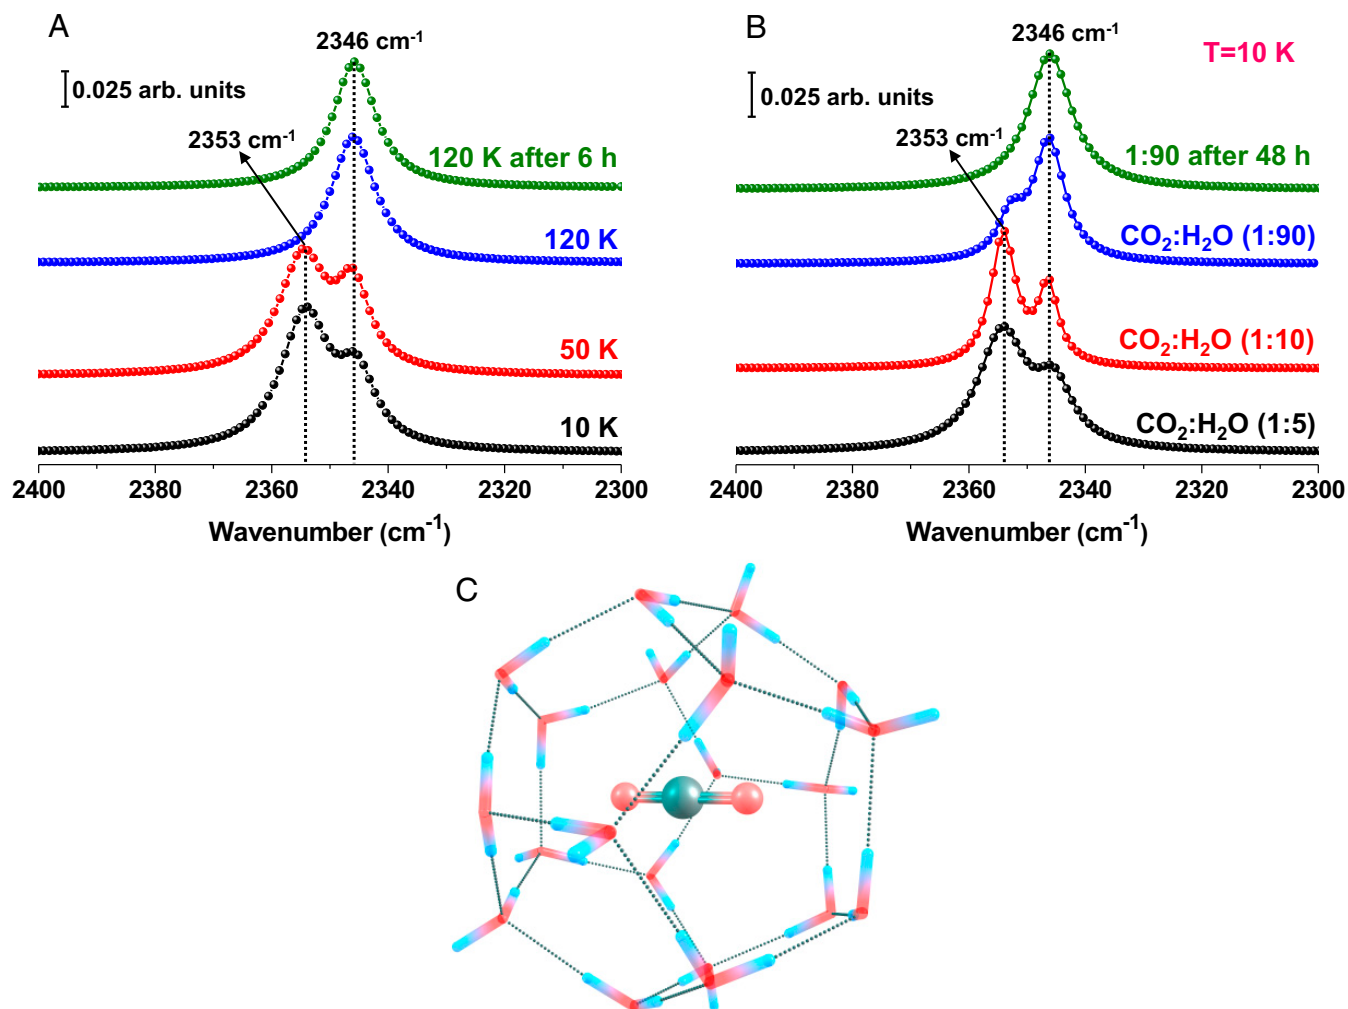 A
2346 cm⁻¹
0.025 arb. units
2353 cm⁻¹
120 K after 6 h
120 K
50 K
10 K
2400 2380 2360 2340 2320 2300
Wavenumber (cm⁻¹)
B
2346 cm⁻¹
T=10 K
0.025 arb. units
2353 cm⁻¹
1:90 after 48 h
CO₂:H₂O (1:90)
CO₂:H₂O (1:10)
CO₂:H₂O (1:5)
2400 2380 2360 2340 2320 2300
Wavenumber (cm⁻¹)
C